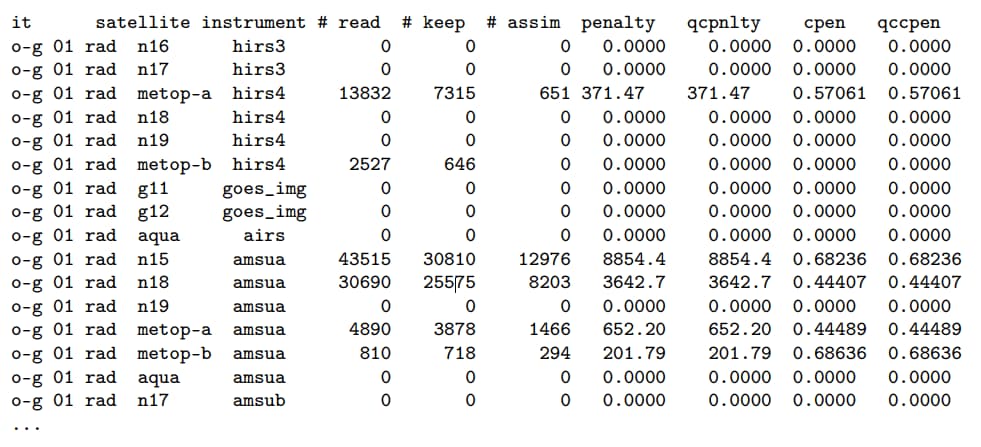 it satellite instrument # read # keep # assim penalty qcpnlty cpen qccpen
o-g 01 rad n16 hirs3 0 0 0 0.0000 0.0000 0.0000 0.0000
o-g 01 rad n17 hirs3 0 0 0 0.0000 0.0000 0.0000 0.0000
o-g 01 rad metop-a hirs4 13832 7315 651 371.47 371.47 0.57061 0.57061
o-g 01 rad n18 hirs4 0 0 0 0.0000 0.0000 0.0000 0.0000
o-g 01 rad n19 hirs4 0 0 0 0.0000 0.0000 0.0000 0.0000
o-g 01 rad metop-b hirs4 2527 646 0 0.0000 0.0000 0.0000 0.0000
o-g 01 rad g11 goes_img 0 0 0 0.0000 0.0000 0.0000 0.0000
o-g 01 rad g12 goes_img 0 0 0 0.0000 0.0000 0.0000 0.0000
o-g 01 rad aqua airs 0 0 0 0.0000 0.0000 0.0000 0.0000
o-g 01 rad n15 amsua 43515 30810 12976 8854.4 8854.4 0.68236 0.68236
o-g 01 rad n18 amsua 30690 25575 8203 3642.7 3642.7 0.44407 0.44407
o-g 01 rad n19 amsua 0 0 0 0.0000 0.0000 0.0000 0.0000
o-g 01 rad metop-a amsua 4890 3878 1466 652.20 652.20 0.44489 0.44489
o-g 01 rad metop-b amsua 810 718 294 201.79 201.79 0.68636 0.68636
o-g 01 rad aqua amsua 0 0 0 0.0000 0.0000 0.0000 0.0000
o-g 01 rad n17 amsub 0 0 0 0.0000 0.0000 0.0000 0.0000
...